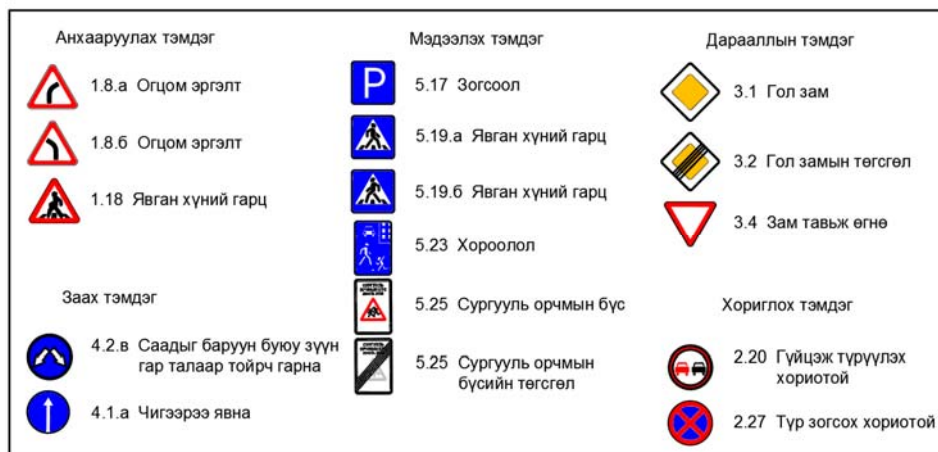 Анхааруулах тэмдэг
1.8.а Огцом эргэлт
1.8.б Огцом эргэлт
1.18 Явган хүний гарц
Заах тэмдэг
4.2.в Саадыг баруун буюу зүүн
гар талаар тойрч гарна
4.1.а Чигээрээ явна
Мэдээлэх тэмдэг
P
5.17 Зогсоол
5.19.а Явган хүний гарц
5.19.б Явган хүний гарц
5.23 Хороолол
5.25 Сургууль орчмын бүс
5.25 Сургууль орчмын
бүсийн төгсгөл
Дарааллын тэмдэг
3.1 Гол зам
3.2 Гол замын төгсгөл
3.4 Зам тавьж өгнө
Хориглох тэмдэг
2.20 Гүйцэж түрүүлэх
хориотой
2.27 Түр зогсох хориотой